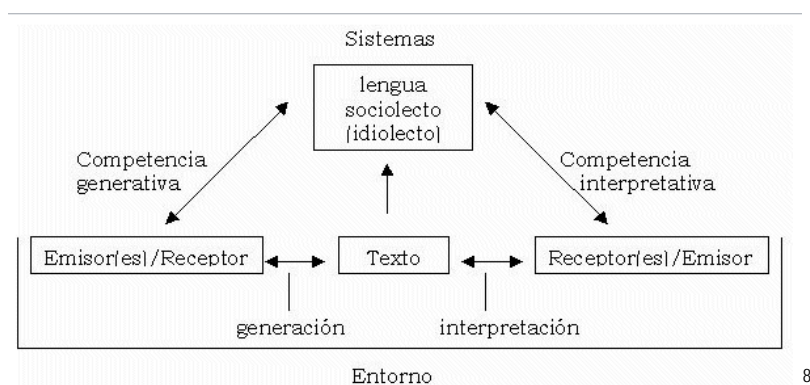 Sistemas
lengua
sociolecto
(idiolecto)
Competencia
generativa
Competencia
interpretativa
Emisor(es)/Receptor
Texto
Receptor(es)/Emisor
generación
interpretación
Entorno
8